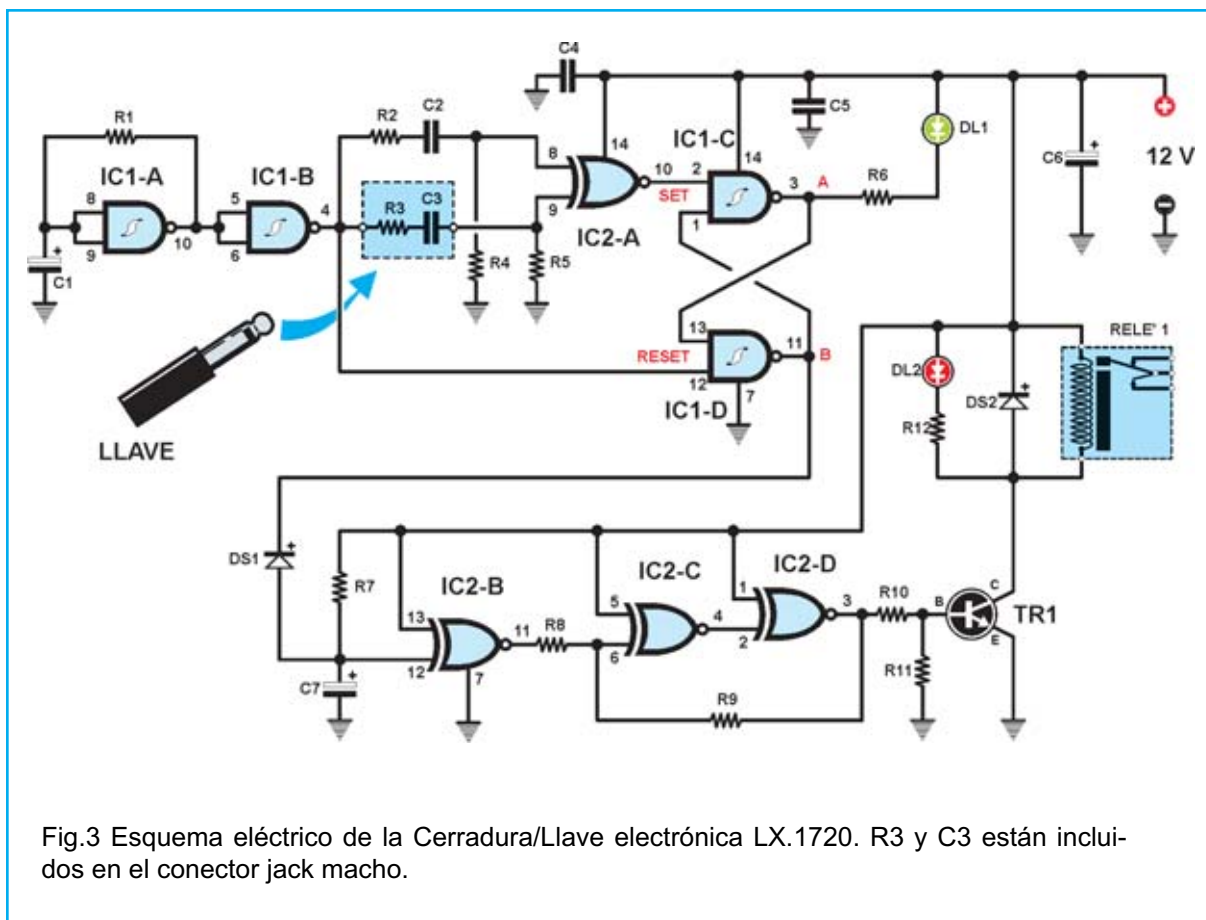 C4
R1
R2
C2
IC1-C
C5
DL1
C6
+
12 V
IC1-A
IC1-B
8
14
14
8
9
10
5
6
4
R3
C3
9
10
SET
2
1
3
A
R6
IC2-A
+
C1
R4
R5
13
RESET
12
11
B
7
IC1-D
LLAVE
RELE' 1
DL2
DS2
+
R12
DS1
+
R7
IC2-B
IC2-C
IC2-D
13
12
11
R8
5
6
4
1
2
3
R10
B
C
E
TR1
C7
+
7
R9
R11
Fig.3 Esquema eléctrico de la Cerradura/Llave electrónica LX.1720. R3 y C3 están inclui-
dos en el conector jack macho.